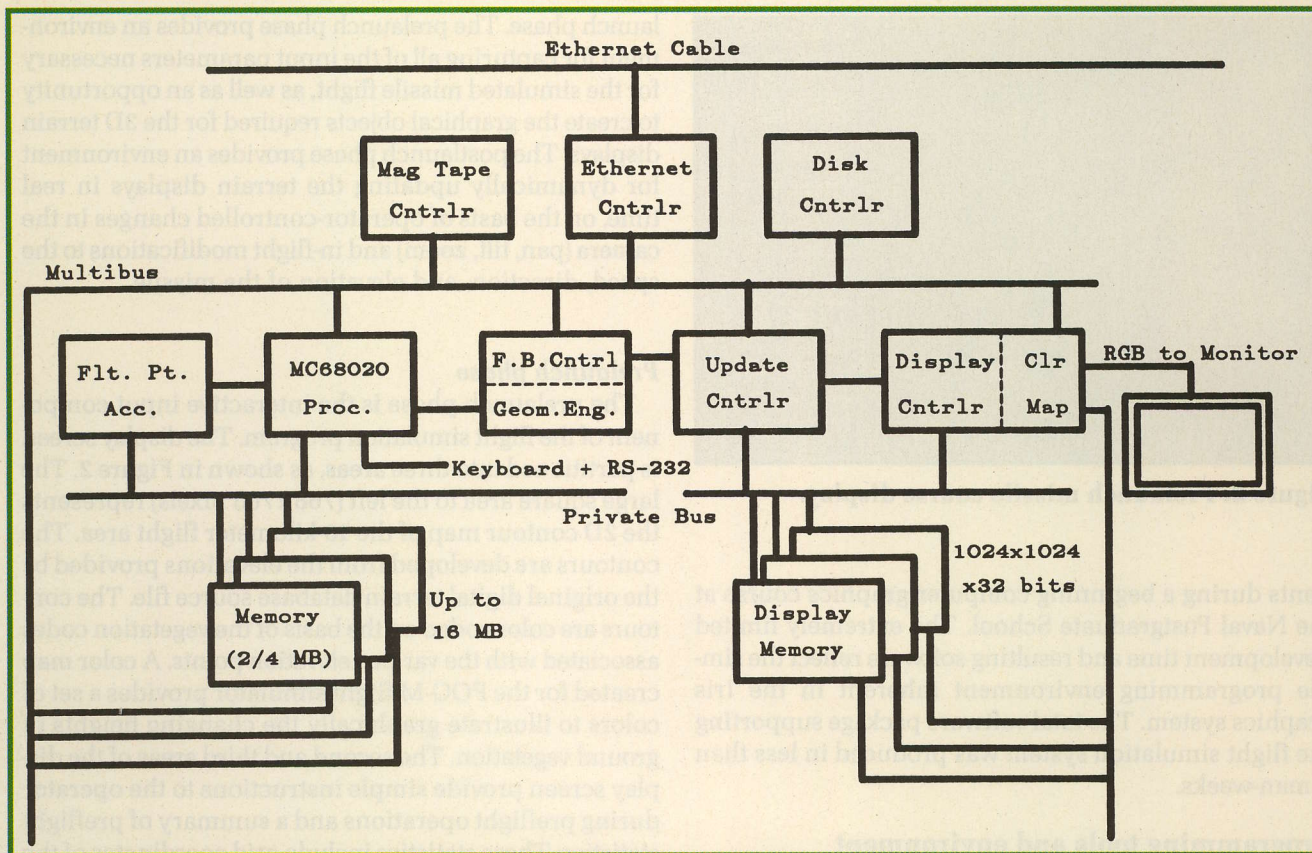 Ethernet Cable
Mag Tape
Cntrlr
Ethernet
Cntrlr
Disk
Cntrlr
Multibus
Flt. Pt.
Acc.
MC68020
Proc.
F.B.Cntrl
Geom.Eng.
Update
Cntrlr
Display
Cntrlr
Clr
Map
RGB to Monitor
Keyboard + RS-232
Private Bus
Memory
(2/4 MB)
Up to
16 MB
Display
Memory
1024x1024
x32 bits